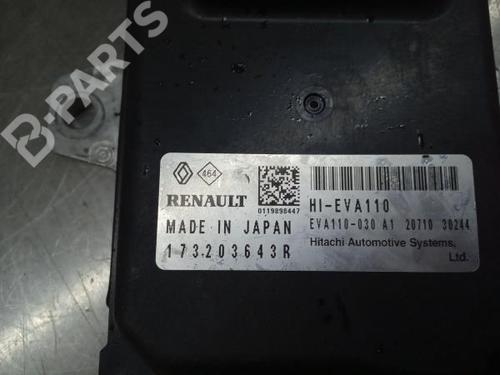 B-PARTS
464
RENAULT
MADE IN JAPAN
173203643R
0119898447
HI-EVA110
EVA110-030 A1 20710 30244
Hitachi Automotive Systems,
Ltd.